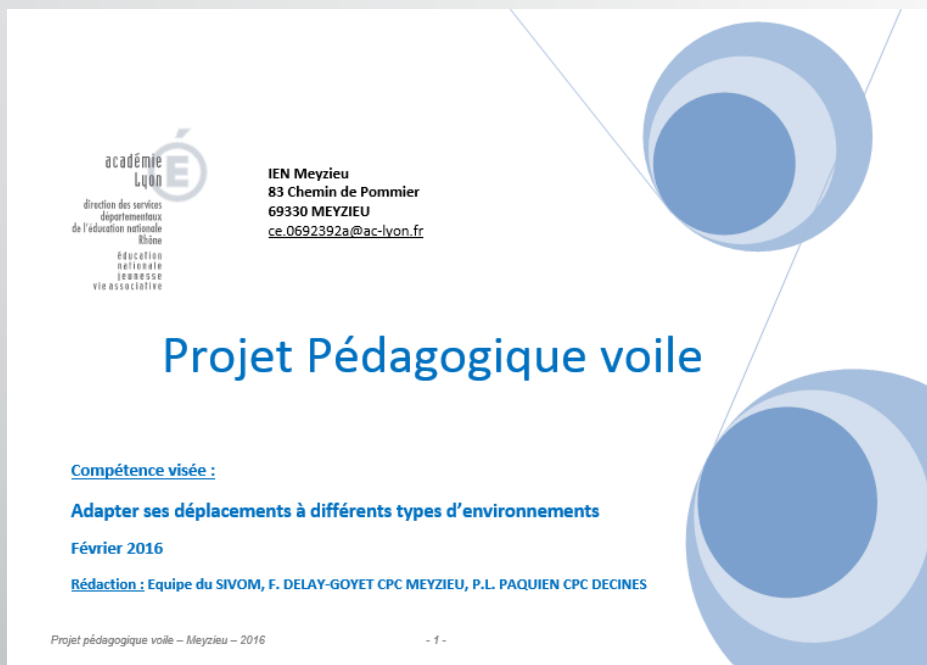 académie
Lyon
É
direction des services
départementaux
de l'éducation nationale
Rhône
éducation
nationale
jeunesse
vie associative
IEN Meyzieu
83 Chemin de Pommier
69330 MEYZIEU
ce.0692392a@ac-lyon.fr
Projet Pédagogique voile
Compétence visée :
Adapter ses déplacements à différents types d'environnements
Février 2016
Rédaction : Equipe du SIVOM, F. DELAY-GOYET CPC MEYZIEU, P.L. PAQUIEN CPC DECINES
Projet pédagogique voile – Meyzieu – 2016 - 1 -